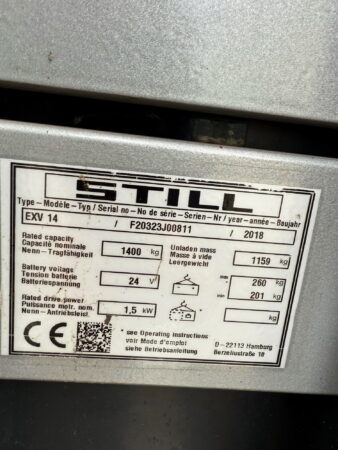 STILL
Type – Modèle – Typ / Serial no – No de série – Serien – Nr / year – année – Baujahr
EXV 14 / F20323J00811 / 2018
Rated capacity
Capacité nominale
Nenn – Tragfähigkeit
1400 kg
Unladen mass
Masse à vide
Leergewicht
1159 kg
Battery voltage
Tension batterie
Batteriespannung
24 V
max 260 kg
min 201 kg
Rated drive power
Puissance motr. nom.
Nenn – Antriebsleist.
1,5 kW
kg
CE
see Operating instructions
voir Mode d'emploi
siehe Betriebsanleitung
D – 22113 Hamburg
Berzeliusstraße 10